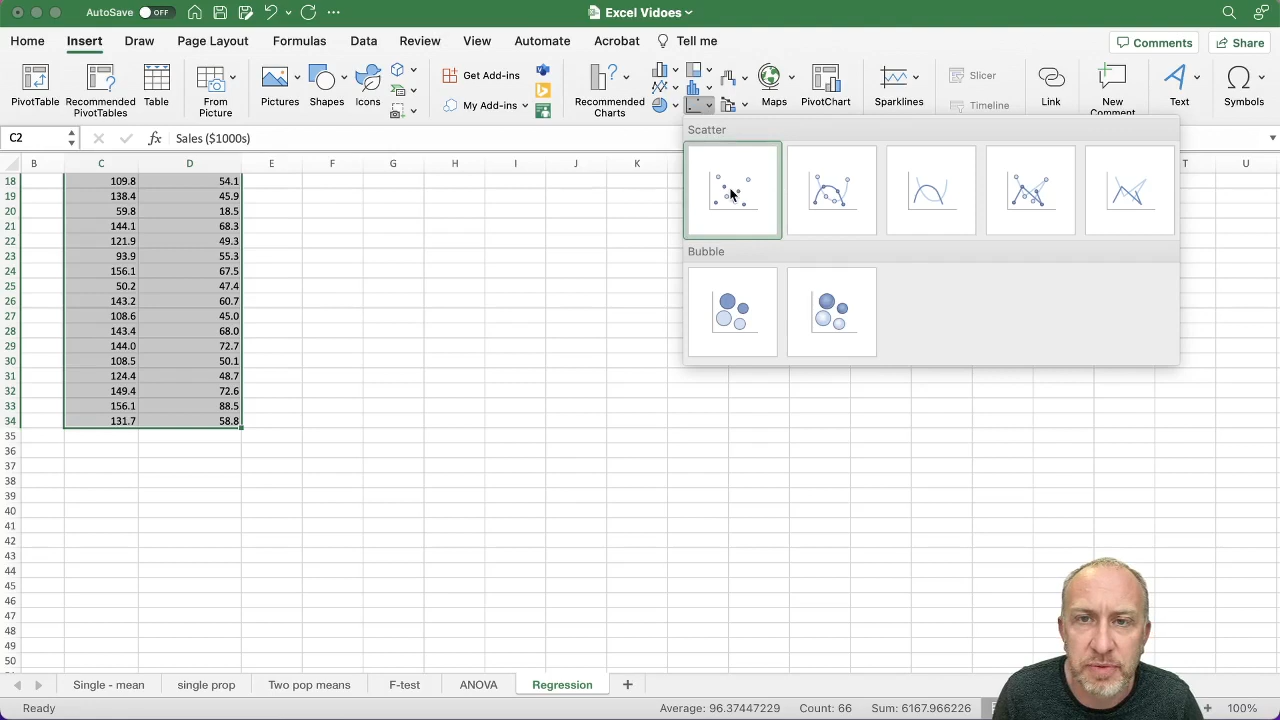 AutoSave OFF Excel Vidoes
Home Insert Draw Page Layout Formulas Data Review View Automate Acrobat Tell me Comments Share
PivotTable Recommended PivotTables Table From Picture Pictures Shapes Icons Get Add-ins My Add-ins Recommended Charts Maps PivotChart Sparklines Slicer Timeline Link New Comment Text Symbols
C2 fx Sales ($1000s)
Scatter
Bubble
B C D E F G H I J K T U
18 109.8 54.1
19 138.4 45.9
20 59.8 18.5
21 144.1 68.3
22 121.9 49.3
23 93.9 55.3
24 156.1 67.5
25 50.2 47.4
26 143.2 60.7
27 108.6 45.0
28 143.4 68.0
29 144.0 72.7
30 108.5 50.1
31 124.4 48.7
32 149.4 72.6
33 156.1 88.5
34 131.7 58.8
35
36
37
38
39
40
41
42
43
44
45
46
47
48
49
50
Single - mean single prop Two pop means F-test ANOVA Regression
Ready Average: 96.37447229 Count: 66 Sum: 6167.966226 100%